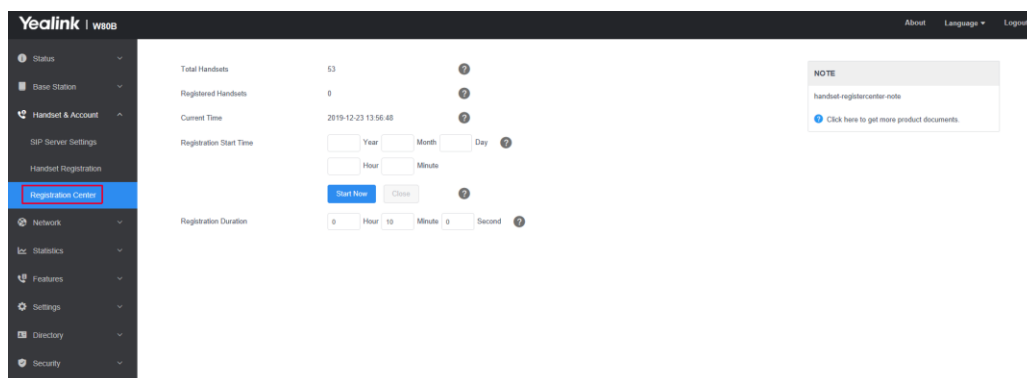 Yealink | W80B
About Language Logout
Status
Base Station
Handset & Account
SIP Server Settings
Handset Registration
Registration Center
Network
Statistics
Features
Settings
Directory
Security
Total Handsets 53
Registered Handsets 0
Current Time 2019-12-23 13:56:48
Registration Start Time Year Month Day
Hour Minute
Start Now Close
Registration Duration 0 Hour 10 Minute 0 Second
NOTE
handset-registercenter-note
Click here to get more product documents.